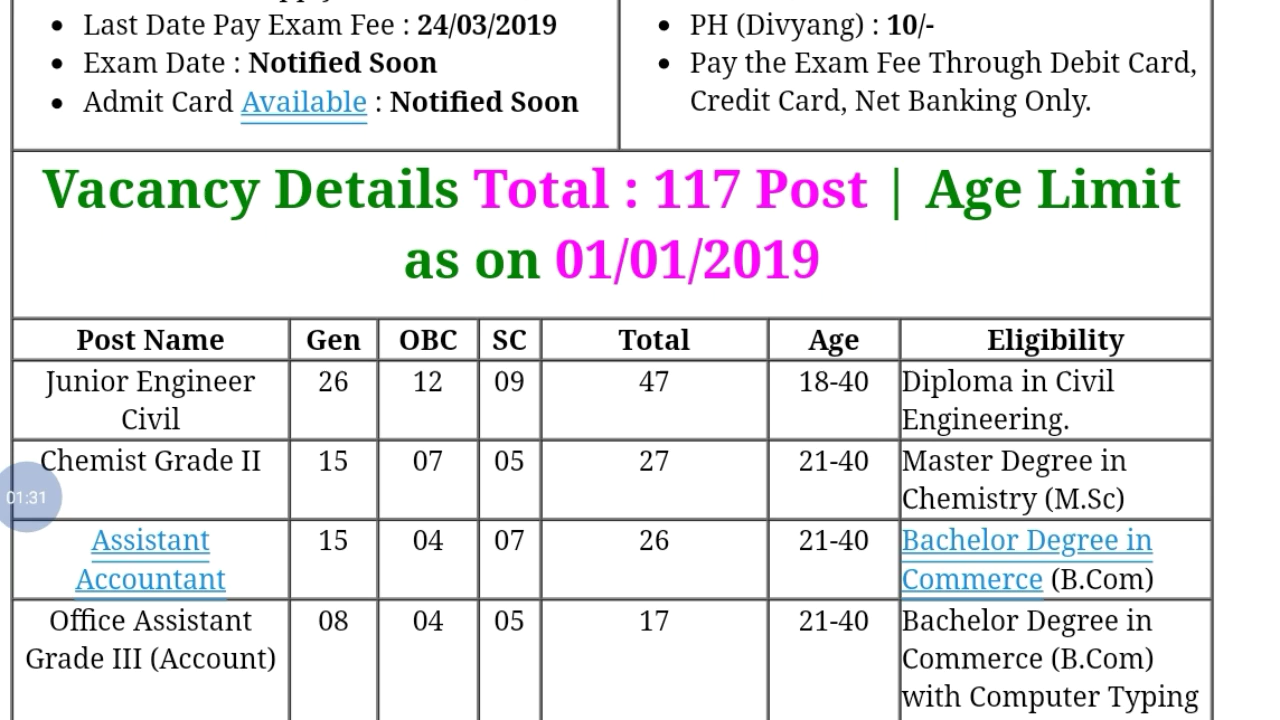 Last Date Pay Exam Fee : 24/03/2019
Exam Date : Notified Soon
Admit Card Available : Notified Soon
PH (Divyang) : 10/-
Pay the Exam Fee Through Debit Card,
Credit Card, Net Banking Only.
Vacancy Details Total : 117 Post | Age Limit
as on 01/01/2019
Post Name Gen OBC SC Total Age Eligibility
Junior Engineer 26 12 09 47 18-40 Diploma in Civil
Civil Engineering.
Chemist Grade II 15 07 05 27 21-40 Master Degree in
Chemistry (M.Sc)
01:31
Assistant 15 04 07 26 21-40 Bachelor Degree in
Accountant Commerce (B.Com)
Office Assistant 08 04 05 17 21-40 Bachelor Degree in
Grade III (Account) Commerce (B.Com)
with Computer Typing